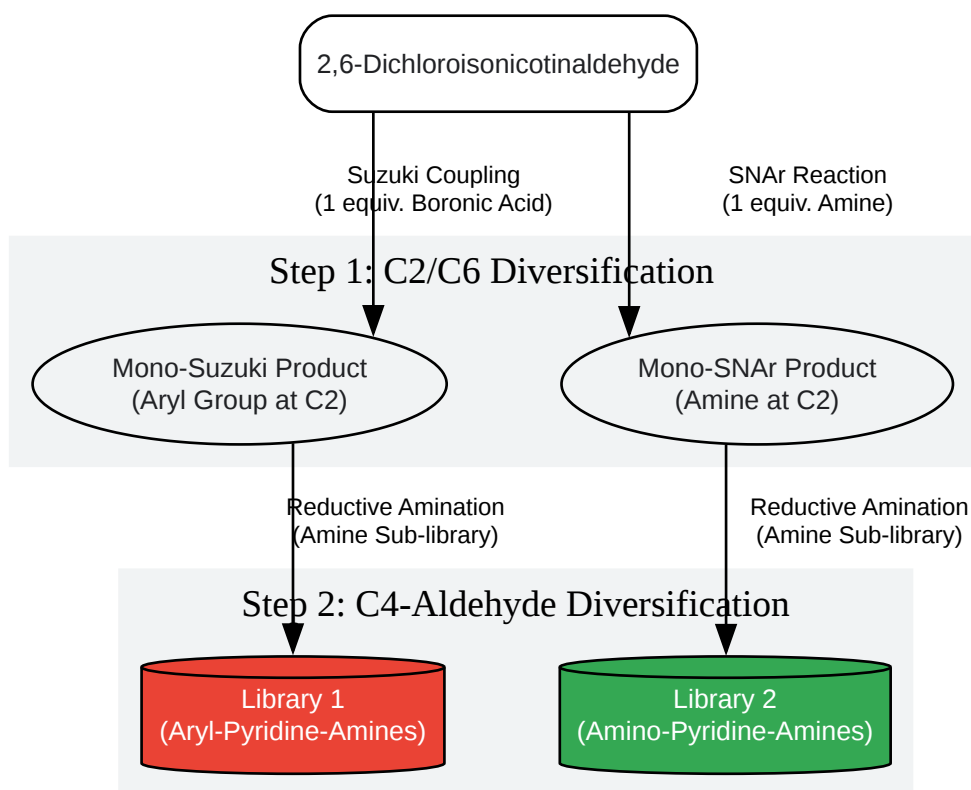 2,6-Dichloroisonicotinaldehyde
Suzuki Coupling
(1 equiv. Boronic Acid)
SNAr Reaction
(1 equiv. Amine)
Step 1: C2/C6 Diversification
Mono-Suzuki Product
(Aryl Group at C2)
Mono-SNAr Product
(Amine at C2)
Reductive Amination
(Amine Sub-library)
Reductive Amination
(Amine Sub-library)
Step 2: C4-Aldehyde Diversification
Library 1
(Aryl-Pyridine-Amines)
Library 2
(Amino-Pyridine-Amines)